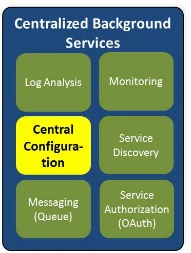 Centralized Background
Services
Log Analysis
Monitoring
Central
Configura-
tion
Service
Discovery
Messaging
(Queue)
Service
Authorization
(OAuth)